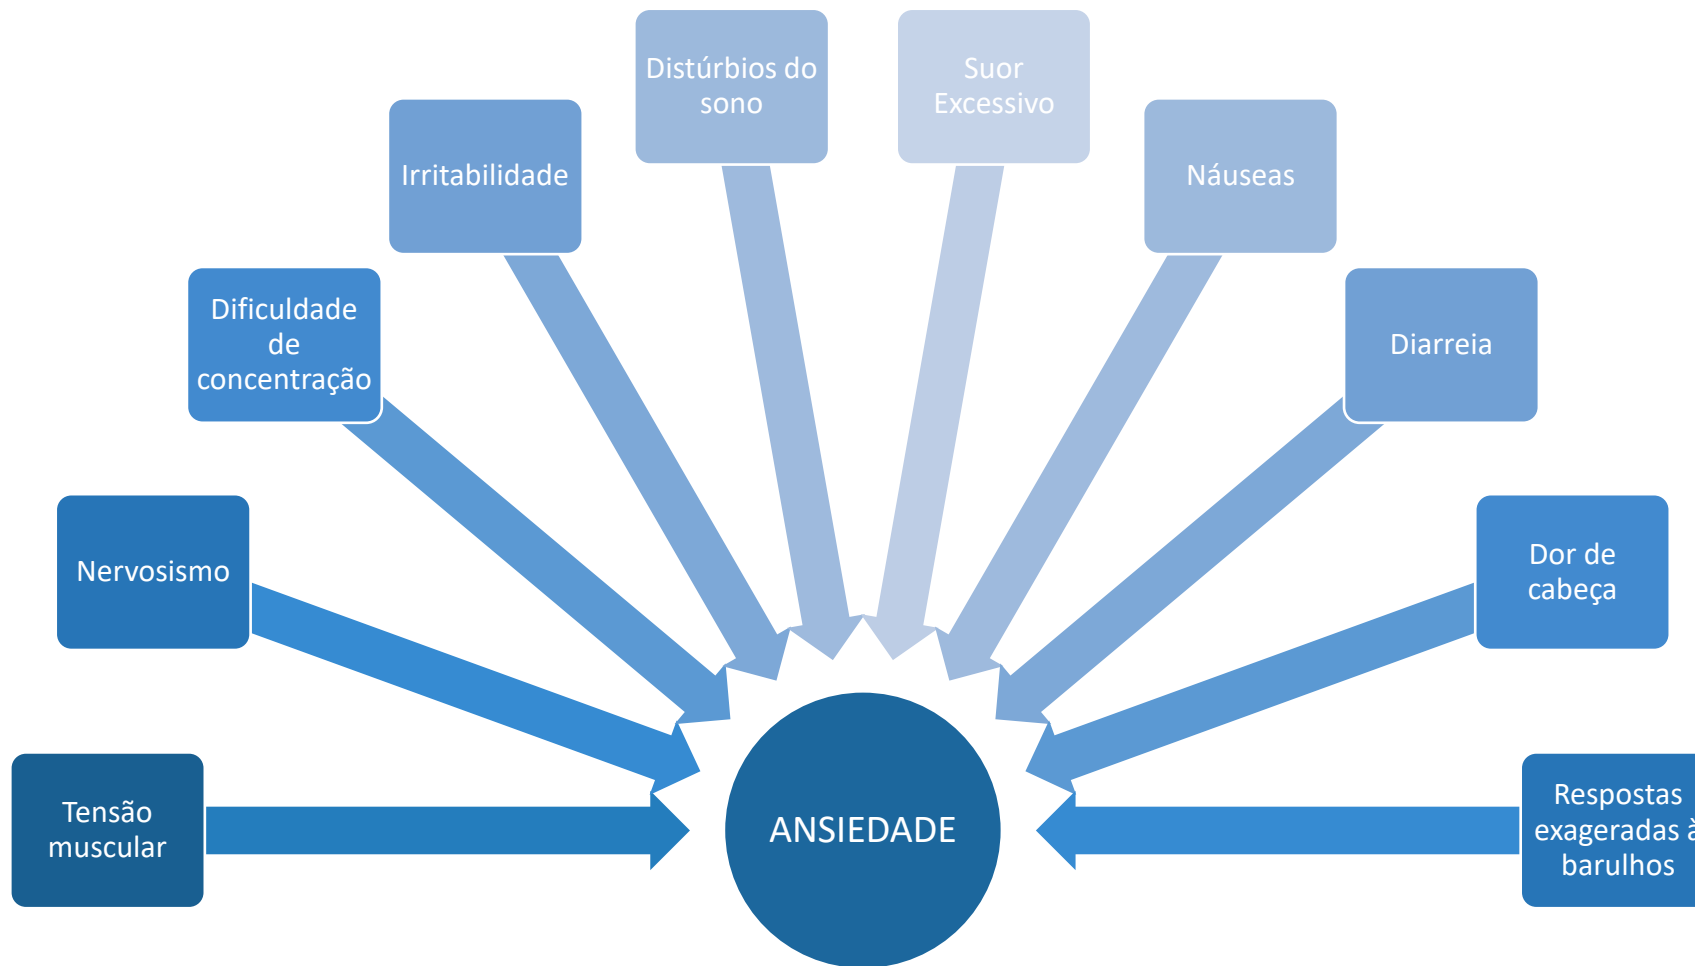 Distúrbios do
sono
Suor
Excessivo
Irritabilidade
Náuseas
Dificuldade
de
concentração
Diarreia
Nervosismo
Dor de
cabeça
Tensão
muscular
ANSIEDADE
Respostas
exageradas à
barulhos